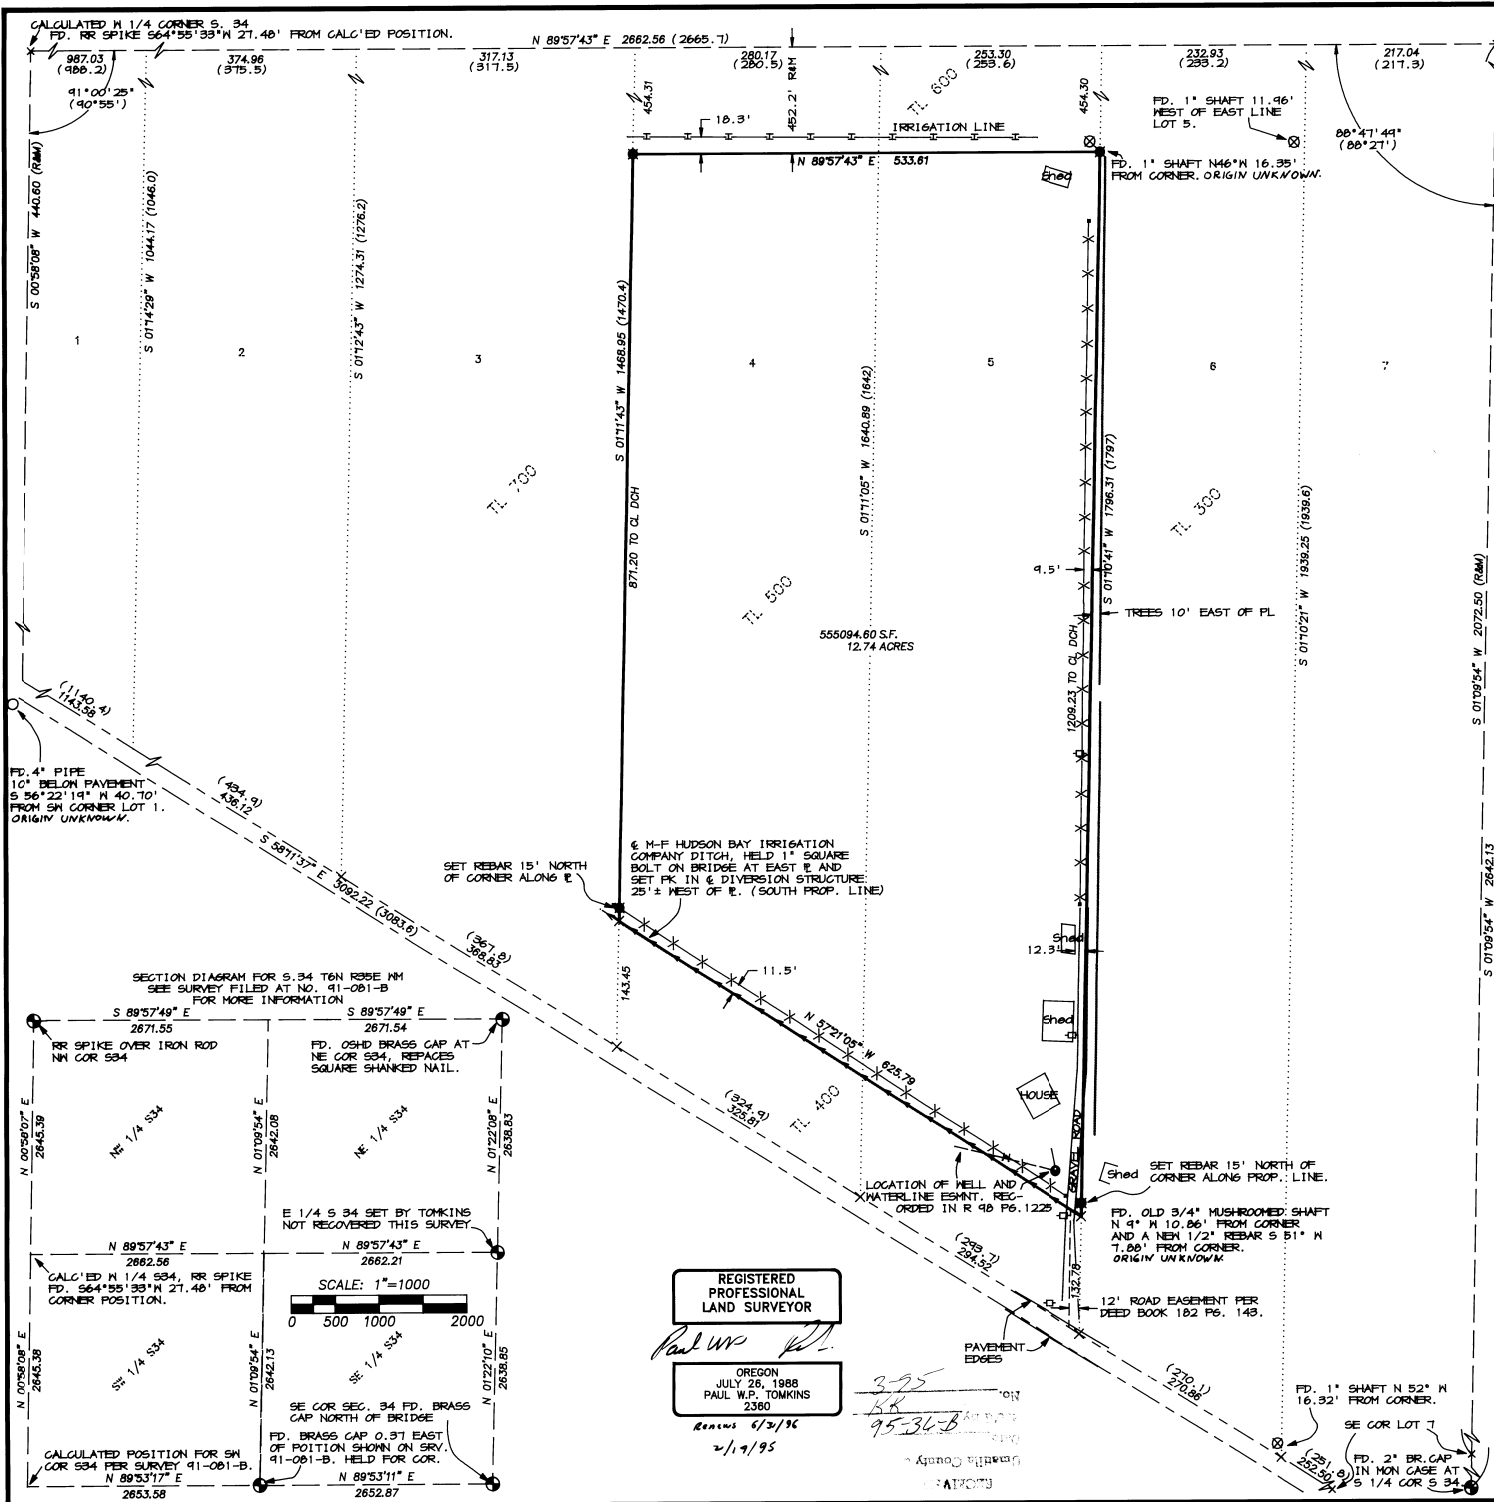 CALCULATED W 1/4 CORNER S. 34
FD. RR SPIKE S64°55'33"W 27.48' FROM CALC'ED POSITION.
N 89°57'43" E 2662.56 (2665.7)
987.03
(988.2)
374.96
(375.5)
317.13
(317.5)
280.17
(280.5)
253.30
(253.6)
232.93
(233.2)
217.04
(217.3)
91°00'25"
(90°55')
88°47'49"
(88°27')
454.31
452.2' R&M
454.30
TL 600
18.3'
IRRIGATION LINE
N 89°57'43" E 533.61
FD. 1" SHAFT 11.96'
WEST OF EAST LINE
LOT 5.
FD. 1" SHAFT N46°W 16.35'
FROM CORNER. ORIGIN UNKNOWN.
Shed
S 00°58'08" W 440.60 (R&M)
S 01°14'29" W 1044.17 (1046.0)
S 01°12'43" W 1274.31 (1276.2)
S 01°11'43" W 1468.95 (1470.4)
S 01°11'05" W 1640.89 (1642)
S 01°10'41" W 1796.31 (1797)
S 01°10'21" W 1939.25 (1939.6)
S 01°09'54" W 2072.50 (R&M)
S 01°09'54" W 2642.13
1
2
3
4
5
6
7
TL 700
TL 500
TL 300
871.20 TO CL DCH
1209.23 TO CL DCH
9.5'
TREES 10' EAST OF PL
555094.60 S.F.
12.74 ACRES
(1140.4)
1143.58
FD. 4" PIPE
10" BELOW PAVEMENT
S 56°22'19" W 40.70'
FROM SW CORNER LOT 1.
ORIGIN UNKNOWN.
(434.9)
436.12
S 58°11'37" E 3092.22 (3083.6)
(367.8)
368.83
SET REBAR 15' NORTH
OF CORNER ALONG ℄
℄ M-F HUDSON BAY IRRIGATION
COMPANY DITCH, HELD 1" SQUARE
BOLT ON BRIDGE AT EAST ⅊ AND
SET PK IN ℄ DIVERSION STRUCTURE
25'± WEST OF ⅊. (SOUTH PROP. LINE)
143.45
11.5'
N 57°21'05" W 625.79
Shed
12.3'
Shed
HOUSE
GRAVEL ROAD
(324.9)
325.81
TL 400
LOCATION OF WELL AND
WATERLINE ESMNT. REC-
ORDED IN R 98 PG. 1225
Shed
SET REBAR 15' NORTH OF
CORNER ALONG PROP. LINE.
FD. OLD 3/4" MUSHROOMED SHAFT
N 9° W 10.86' FROM CORNER
AND A NEW 1/2" REBAR S 51° W
7.88' FROM CORNER.
ORIGIN UNKNOWN.
(293.7)
294.52
132.78
12' ROAD EASEMENT PER
DEED BOOK 182 PG. 143.
PAVEMENT
EDGES
(270.1)
270.86
FD. 1" SHAFT N 52° W
16.32' FROM CORNER.
SE COR LOT 7
(251.8)
252.50
FD. 2" BR.CAP
IN MON CASE AT
S 1/4 COR S 34
SECTION DIAGRAM FOR S.34 T6N R35E WM
SEE SURVEY FILED AT NO. 91-081-B
FOR MORE INFORMATION
S 89°57'49" E
2671.55
S 89°57'49" E
2671.54
RR SPIKE OVER IRON ROD
NW COR S34
FD. OSHD BRASS CAP AT
NE COR S34, REPACES
SQUARE SHANKED NAIL.
N 00°58'07" E
2645.39
NW 1/4 S34
N 01°09'54" E
2642.08
NE 1/4 S34
N 01°22'08" E
2638.83
E 1/4 S 34 SET BY TOMKINS
NOT RECOVERED THIS SURVEY
N 89°57'43" E
2662.56
N 89°57'43" E
2662.21
CALC'ED W 1/4 S34, RR SPIKE
FD. S64°55'33"W 27.48' FROM
CORNER POSITION.
SCALE: 1"=1000
0 500 1000 2000
N 00°58'08" E
2645.38
SW 1/4 S34
N 01°09'54" E
2642.13
SE 1/4 S34
N 01°22'10" E
2638.85
SE COR SEC. 34 FD. BRASS
CAP NORTH OF BRIDGE
FD. BRASS CAP 0.37 EAST
OF POITION SHOWN ON SRV.
91-081-B. HELD FOR COR.
CALCULATED POSITION FOR SW
COR S34 PER SURVEY 91-081-B.
N 89°53'17" E
2653.58
N 89°53'11" E
2652.87
REGISTERED
PROFESSIONAL
LAND SURVEYOR
OREGON
JULY 26, 1988
PAUL W.P. TOMKINS
2360
Renews 6/31/96
2/19/95
3-95
KK
95-36-B
No.
Umatilla County
RECEIVED